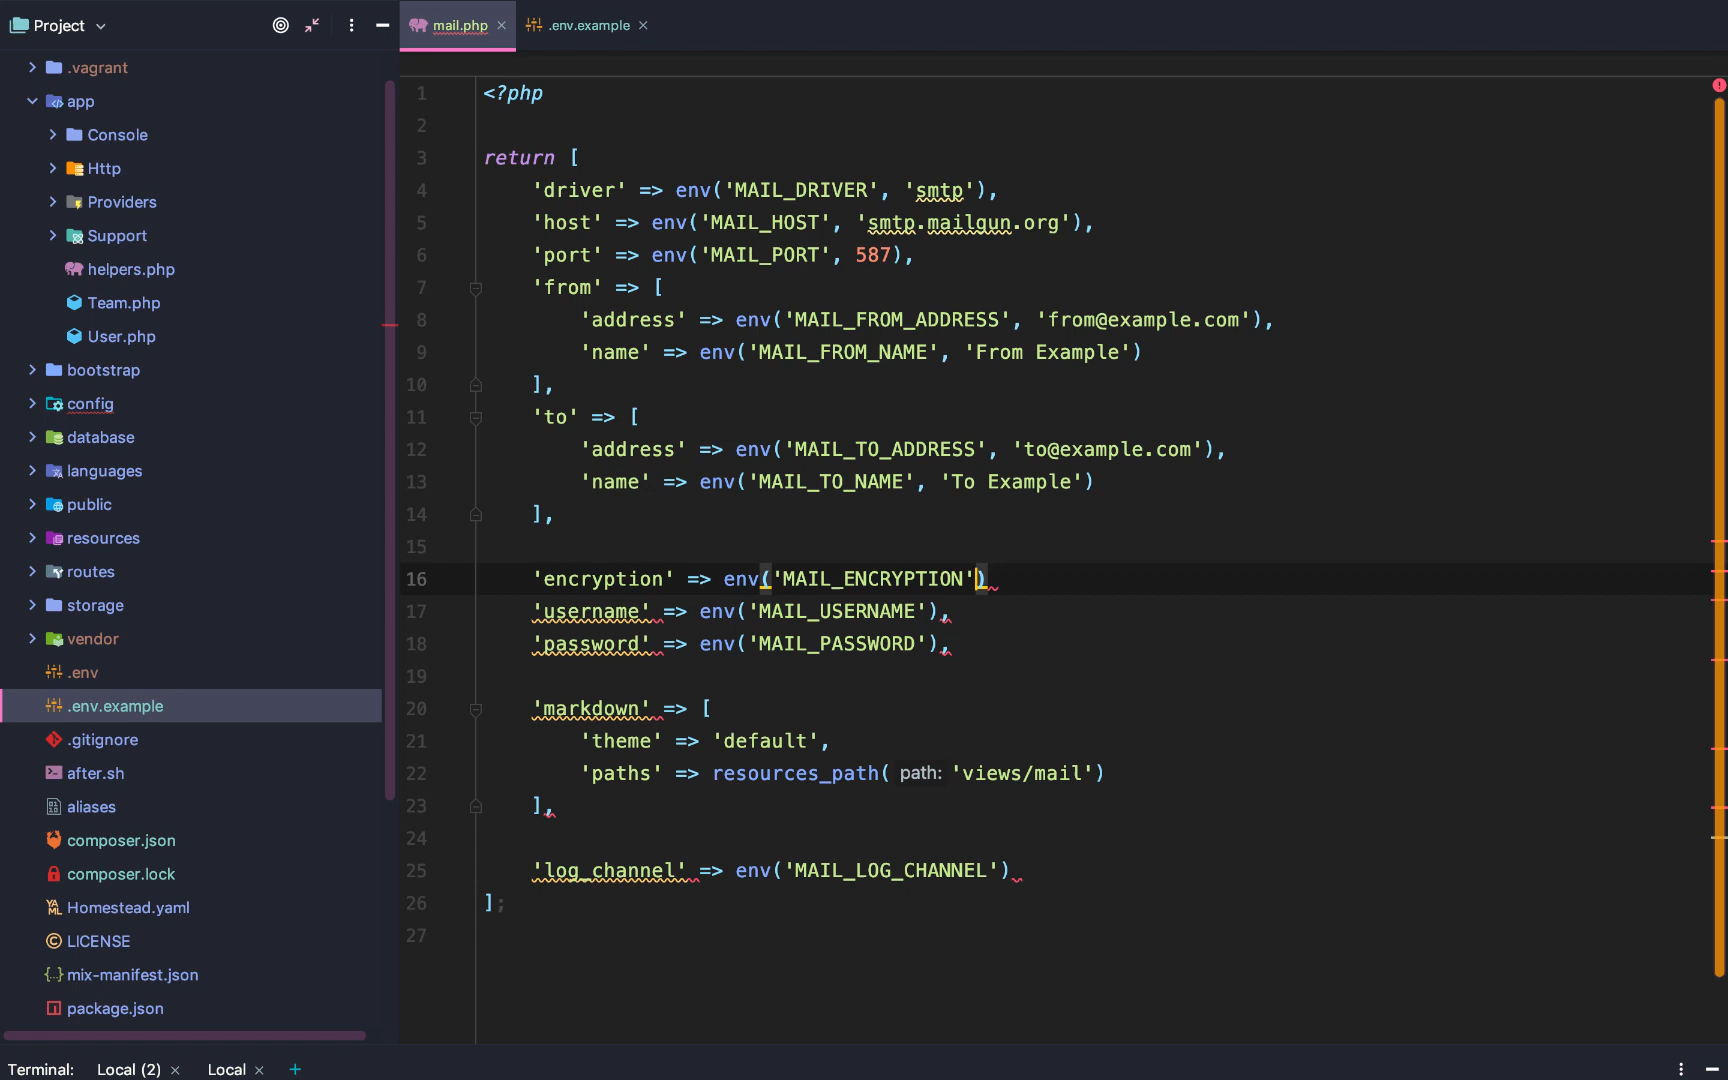 Project
mail.php
.env.example
.vagrant
app
Console
Http
Providers
Support
helpers.php
Team.php
User.php
bootstrap
config
database
languages
public
resources
routes
storage
vendor
.env
.env.example
.gitignore
after.sh
aliases
composer.json
composer.lock
Homestead.yaml
LICENSE
mix-manifest.json
package.json
1 <?php
2
3 return [
4     'driver' => env('MAIL_DRIVER', 'smtp'),
5     'host' => env('MAIL_HOST', 'smtp.mailgun.org'),
6     'port' => env('MAIL_PORT', 587),
7     'from' => [
8         'address' => env('MAIL_FROM_ADDRESS', 'from@example.com'),
9         'name' => env('MAIL_FROM_NAME', 'From Example')
10     ],
11     'to' => [
12         'address' => env('MAIL_TO_ADDRESS', 'to@example.com'),
13         'name' => env('MAIL_TO_NAME', 'To Example')
14     ],
15
16     'encryption' => env('MAIL_ENCRYPTION')
17     'username' => env('MAIL_USERNAME'),
18     'password' => env('MAIL_PASSWORD'),
19
20     'markdown' => [
21         'theme' => 'default',
22         'paths' => resources_path( path: 'views/mail')
23     ],
24
25     'log_channel' => env('MAIL_LOG_CHANNEL')
26 ];
27
Terminal: Local (2) Local